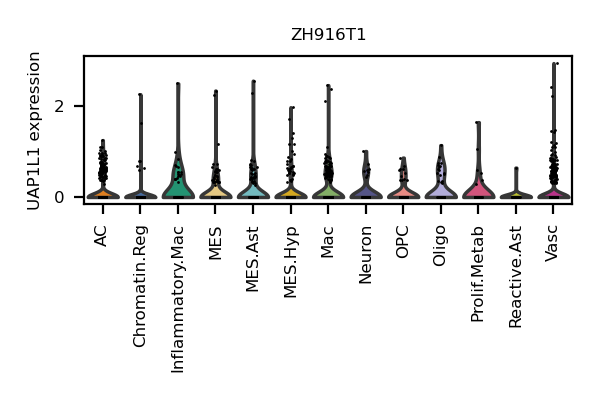 ZH916T1
UAP1L1 expression
2
0
AC
Chromatin.Reg
Inflammatory.Mac
MES
MES.Ast
MES.Hyp
Mac
Neuron
OPC
Oligo
Prolif.Metab
Reactive.Ast
Vasc